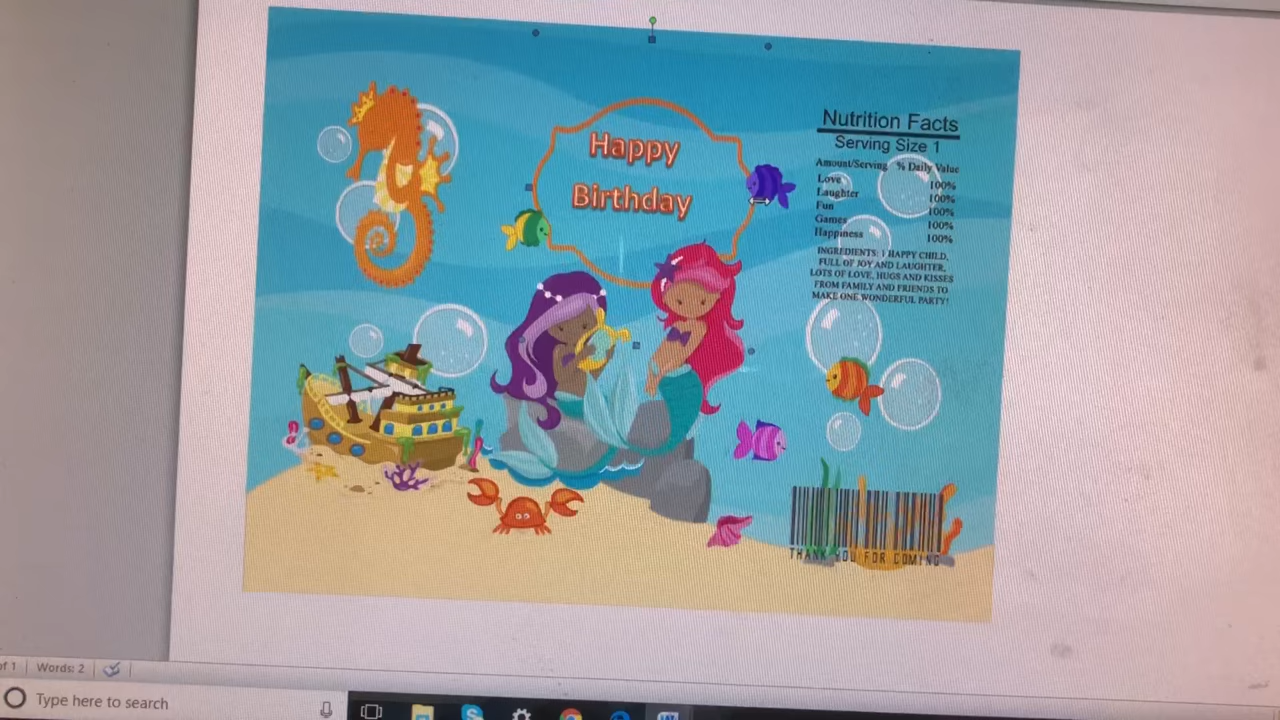 Happy
Birthday
Nutrition Facts
Serving Size 1
Amount/Serving % Daily Value
Love 100%
Laughter 100%
Fun 100%
Games 100%
Happiness 100%
INGREDIENTS: 1 HAPPY CHILD,
FULL OF JOY AND LAUGHTER,
LOTS OF LOVE, HUGS AND KISSES
FROM FAMILY AND FRIENDS TO
MAKE ONE WONDERFUL PARTY!
THANK YOU FOR COMING
of 1 Words: 2
Type here to search